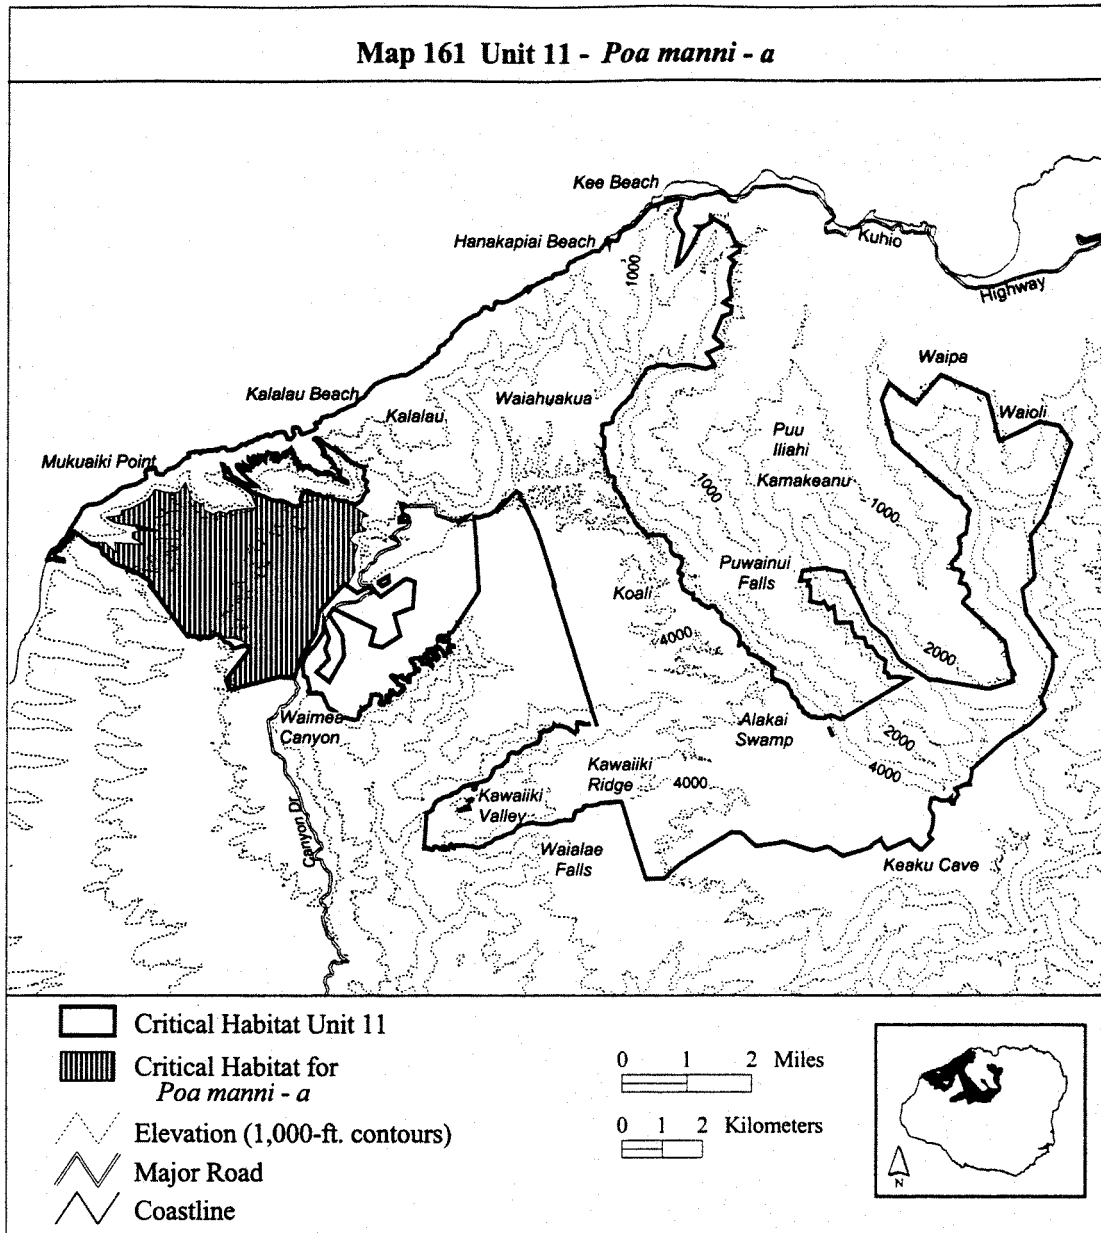 Map 161 Unit 11 - Poa manni - a
Kee Beach
Hanakapiai Beach
Kuhio
Highway
1000
Waipa
Kalalau Beach
Waiahuakua
Kalalau
Waioli
Puu
Iliahi
Mukuaiki Point
Kamakeanu
1000
1000
Puwainui
Falls
Koali
4000
2000
Waimea
Canyon
Alakai
Swamp
2000
4000
Kawaiiki
Ridge
4000
Kawaiiki
Valley
Canyon Dr
Waialae
Falls
Keaku Cave
Critical Habitat Unit 11
Critical Habitat for
Poa manni - a
Elevation (1,000-ft. contours)
Major Road
Coastline
0 1 2 Miles
0 1 2 Kilometers
N